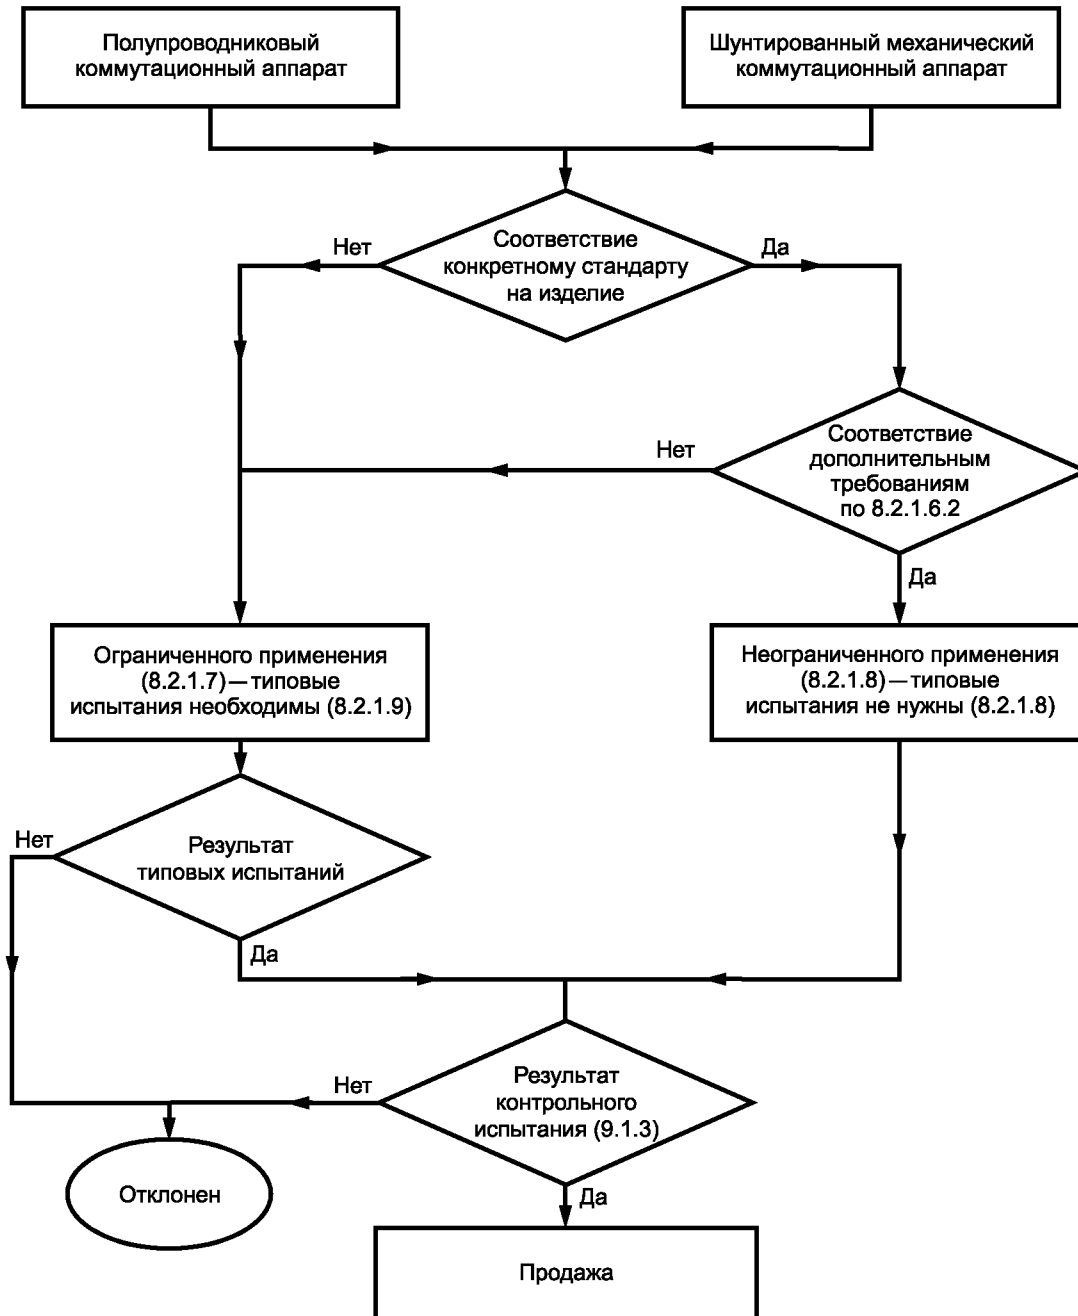 Полупроводниковый
коммутационный аппарат
Шунтированный механический
коммутационный аппарат
Нет
Соответствие
конкретному стандарту
на изделие
Да
Нет
Соответствие
дополнительным
требованиям
по 8.2.1.6.2
Да
Ограниченного применения
(8.2.1.7)—типовые
испытания необходимы (8.2.1.9)
Неограниченного применения
(8.2.1.8)—типовые
испытания не нужны (8.2.1.8)
Нет
Результат
типовых испытаний
Да
Нет
Результат
контрольного
испытания (9.1.3)
Отклонен
Да
Продажа